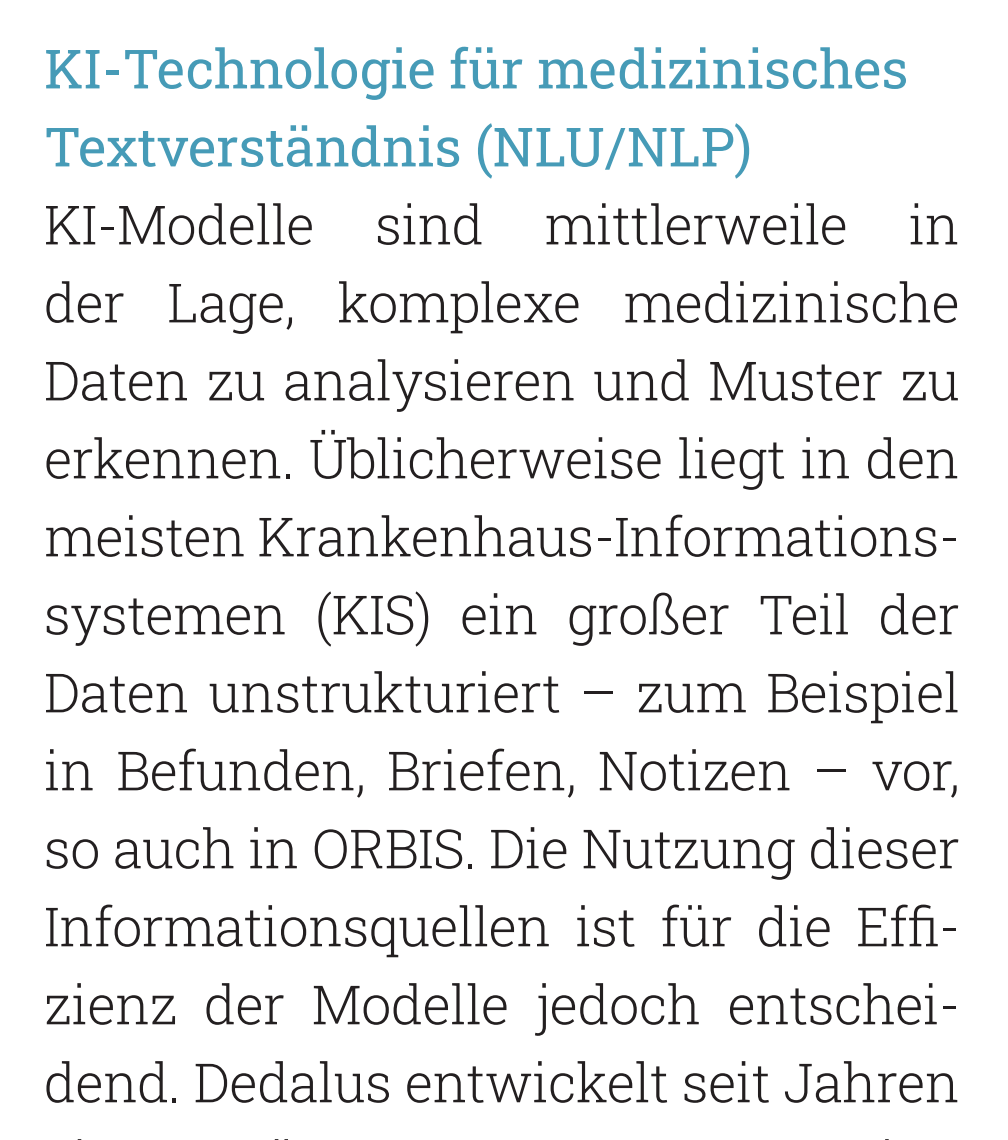 KI-Technologie für medizinisches
Textverständnis (NLU/NLP)
KI-Modelle sind mittlerweile in
der Lage, komplexe medizinische
Daten zu analysieren und Muster zu
erkennen. Üblicherweise liegt in den
meisten Krankenhaus-Informations-
systemen (KIS) ein großer Teil der
Daten unstrukturiert – zum Beispiel
in Befunden, Briefen, Notizen – vor,
so auch in ORBIS. Die Nutzung dieser
Informationsquellen ist für die Effi-
zienz der Modelle jedoch entschei-
dend. Dedalus entwickelt seit Jahren